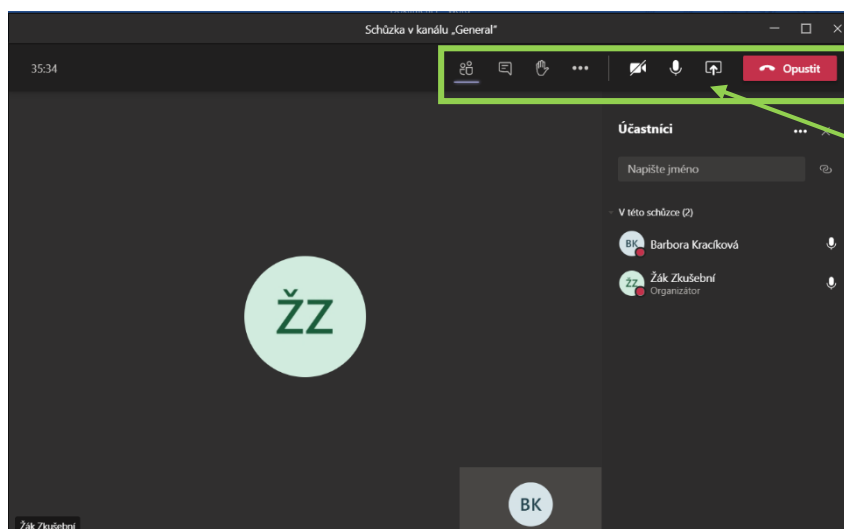 Schůzka v kanálu „General“
35:34
Opustit
Účastníci
Napište jméno
V této schůzce (2)
BK Barbora Kracíková
ŽZ Žák Zkušební
Organizátor
ŽZ
BK
Žák Zkušební